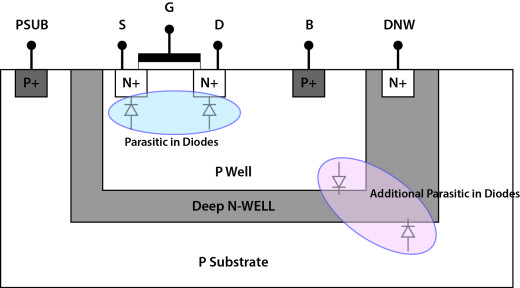 PSUB S G D B DNW
P+ N+ N+ P+ N+
Parasitic in Diodes
P Well
Additional Parasitic in Diodes
Deep N-WELL
P Substrate